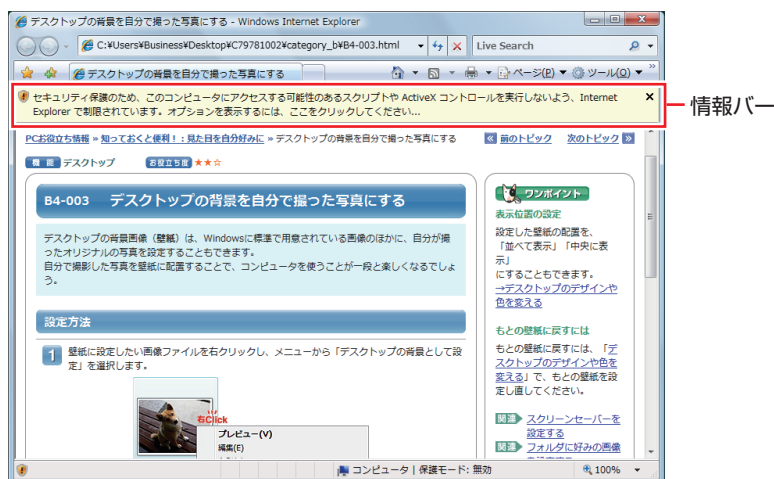 デスクトップの背景を自分で撮った写真にする - Windows Internet Explorer
C:¥Users¥Business¥Desktop¥C79781002¥category_b¥B4-003.html
Live Search
デスクトップの背景を自分で撮った写真にする
ページ(P)
ツール(O)
セキュリティ保護のため、このコンピュータにアクセスする可能性のあるスクリプトや ActiveX コントロールを実行しないよう、Internet
Explorer で制限されています。オプションを表示するには、ここをクリックしてください...
情報バー
PCお役立ち情報 » 知っておくと便利！：見た目を自分好みに » デスクトップの背景を自分で撮った写真にする
前のトピック 次のトピック
機 能 デスクトップ お役立ち度 ★★☆
B4-003 デスクトップの背景を自分で撮った写真にする
デスクトップの背景画像（壁紙）は、Windowsに標準で用意されている画像のほかに、自分が撮
ったオリジナルの写真を設定することもできます。
自分で撮影した写真を壁紙に配置することで、コンピュータを使うことが一段と楽しくなるでしょ
う。
設定方法
1 壁紙に設定したい画像ファイルを右クリックし、メニューから「デスクトップの背景として設
定」を選択します。
右Click
プレビュー(V)
編集(E)
ワンポイント
表示位置の設定
設定した壁紙の配置を、
「並べて表示」「中央に表
示」
にすることもできます。
→デスクトップのデザインや
色を変える
もとの壁紙に戻すには
もとの壁紙に戻すには、「デ
スクトップのデザインや色を
変える」で、もとの壁紙を設
定し直してください。
関連 スクリーンセーバーを
設定する
関連 フォルダに好みの画像
コンピュータ | 保護モード: 無効
100%